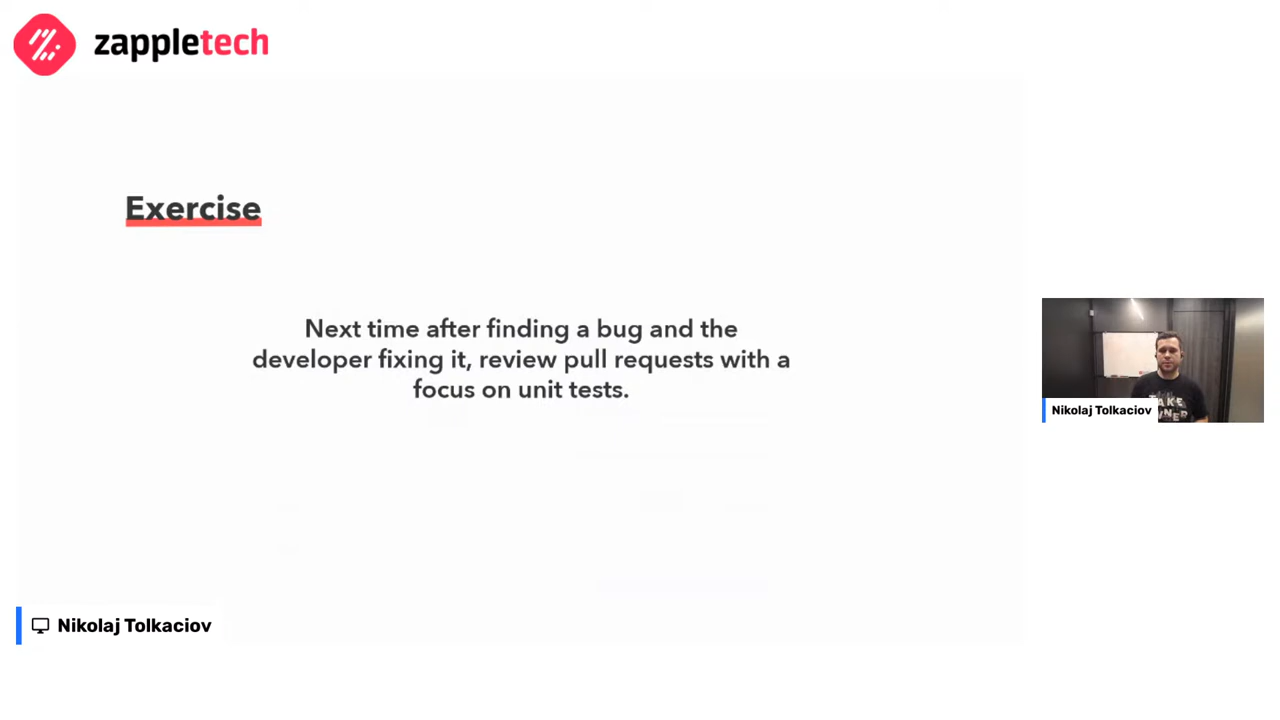 zappletech
Exercise
Next time after finding a bug and the
developer fixing it, review pull requests with a
focus on unit tests.
TAKE
Nikolaj Tolkaciov
Nikolaj Tolkaciov